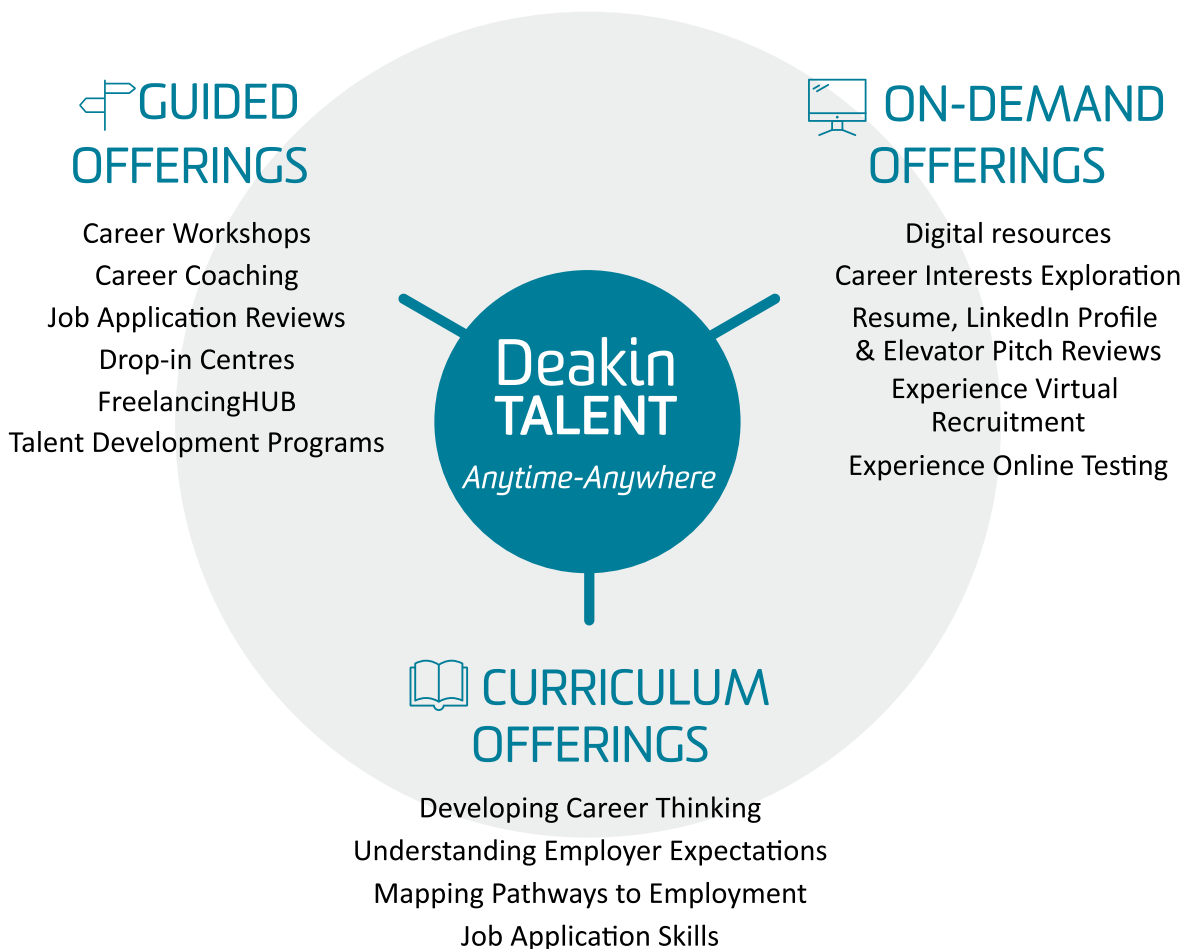 GUIDED
OFFERINGS
Career Workshops
Career Coaching
Job Application Reviews
Drop-in Centres
FreelancingHUB
Talent Development Programs
ON-DEMAND
OFFERINGS
Digital resources
Career Interests Exploration
Resume, LinkedIn Profile
& Elevator Pitch Reviews
Experience Virtual
Recruitment
Experience Online Testing
Deakin
TALENT
Anytime-Anywhere
CURRICULUM
OFFERINGS
Developing Career Thinking
Understanding Employer Expectations
Mapping Pathways to Employment
Job Application Skills